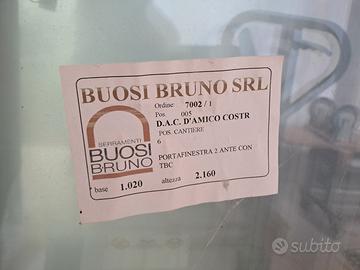 BUOSI BRUNO SRL
Ordine: 7002 / 1
Pos. 005
D.A.C. D'AMICO COSTR
POS. CANTIERE
6
SERRAMENTI
BUOSI
BRUNO
PORTAFINESTRA 2 ANTE CON
TBC
base 1.020 altezza 2.160
subito